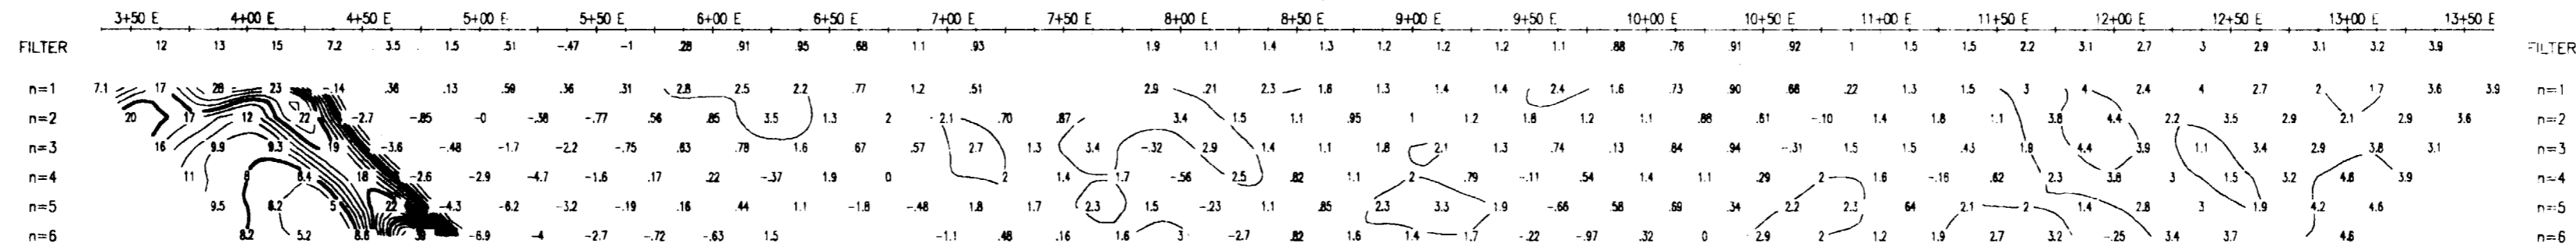 3+50 E 4+00 E 4+50 E 5+00 E 5+50 E 6+00 E 6+50 E 7+00 E 7+50 E 8+00 E 8+50 E 9+00 E 9+50 E 10+00 E 10+50 E 11+00 E 11+50 E 12+00 E 12+50 E 13+00 E 13+50 E
FILTER 12 13 15 7.2 3.5 1.5 .51 -.47 -1 .28 .91 .95 .68 1.1 .93 1.9 1.1 1.4 1.3 1.2 1.2 1.2 1.1 .88 .76 .91 .92 1 1.5 1.5 2.2 3.1 2.7 3 2.9 3.1 3.2 3.9 FILTER
n=1 7.1 17 28 23 -.14 .36 .13 .59 .36 .31 2.8 2.5 2.2 .77 1.2 .51 2.9 .21 2.3 1.6 1.3 1.4 1.4 2.4 1.6 .73 .90 .68 .22 1.3 1.5 3 4 2.4 4 2.7 2 1.7 3.6 3.9 n=1
n=2 20 17 12 22 -2.7 -.85 -0 -.38 -.77 .56 .85 3.5 1.3 2 2.1 .70 .87 3.4 1.5 1.1 .95 1 1.2 1.8 1.2 1.1 .88 .61 -.10 1.4 1.8 1.1 3.8 4.4 2.2 3.5 2.9 2.1 2.9 3.6 n=2
n=3 16 9.9 9.3 19 -3.6 -.48 -1.7 -2.2 -.75 .63 .78 1.6 67 .57 2.7 1.3 3.4 -.32 2.9 1.4 1.1 1.8 2.1 1.3 .74 .13 .84 .94 -.31 1.5 1.5 .45 1.8 4.4 3.9 1.1 3.4 2.9 3.8 3.1 n=3
n=4 11 8 8.4 18 -2.6 -2.9 -4.7 -1.6 .17 .22 -.37 1.9 0 2 1.4 1.7 -.56 2.5 .82 1.1 2 .79 -.11 .54 1.4 1.1 .29 2 1.6 -.16 .62 2.3 3.8 3 1.5 3.2 4.6 3.9 n=4
n=5 9.5 8.2 5 22 -4.3 -6.2 -3.2 -.19 .16 .44 1.1 -1.8 -.48 1.8 1.7 2.3 1.5 -.23 1.1 .85 2.3 3.3 1.9 -.66 58 .69 .34 2.2 2.3 64 2.1 2 1.4 2.8 3 1.9 4.2 4.6 n=5
n=6 8.2 5.2 8.6 -6.9 -4 -2.7 -.72 -.63 1.5 -1.1 .48 .16 1.6 3 -2.7 .82 1.6 1.4 1.7 -.22 -.97 .32 0 2.9 2 1.2 1.9 2.7 3.2 -.25 3.4 3.7 4.6 n=6